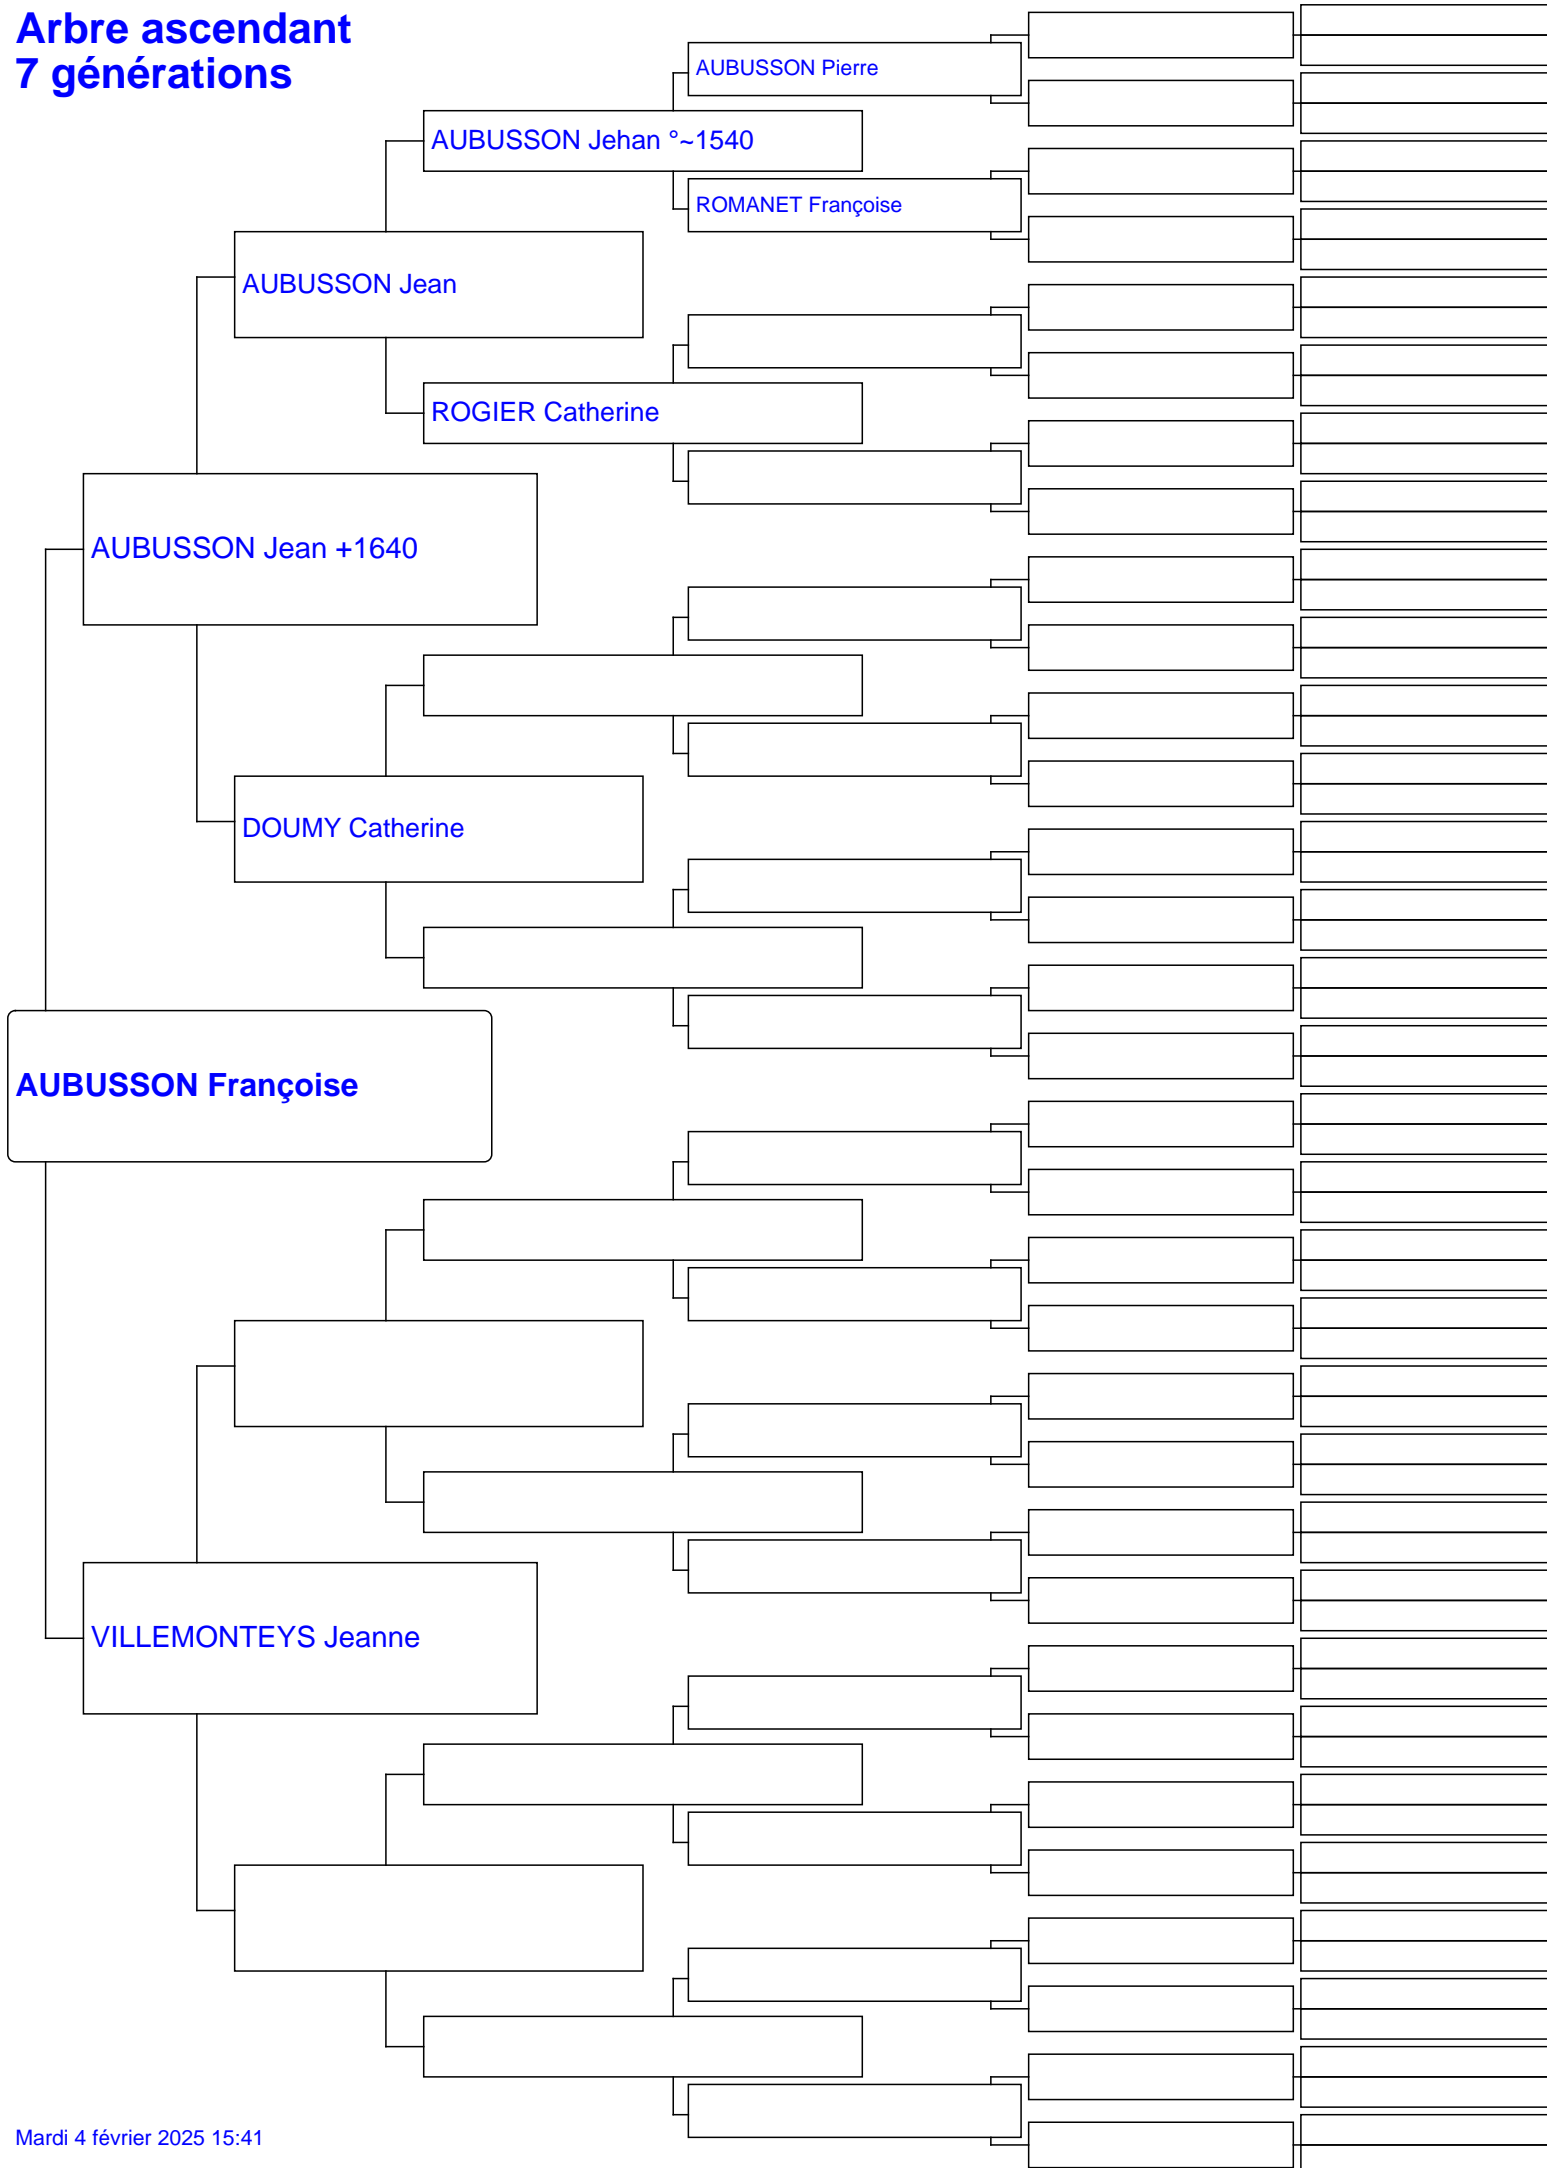 Arbre ascendant
7 générations
AUBUSSON Pierre
AUBUSSON Jehan °~1540
ROMANET Françoise
AUBUSSON Jean
ROGIER Catherine
AUBUSSON Jean +1640
DOUMY Catherine
AUBUSSON Françoise
VILLEMONTEYS Jeanne
Mardi 4 février 2025 15:41